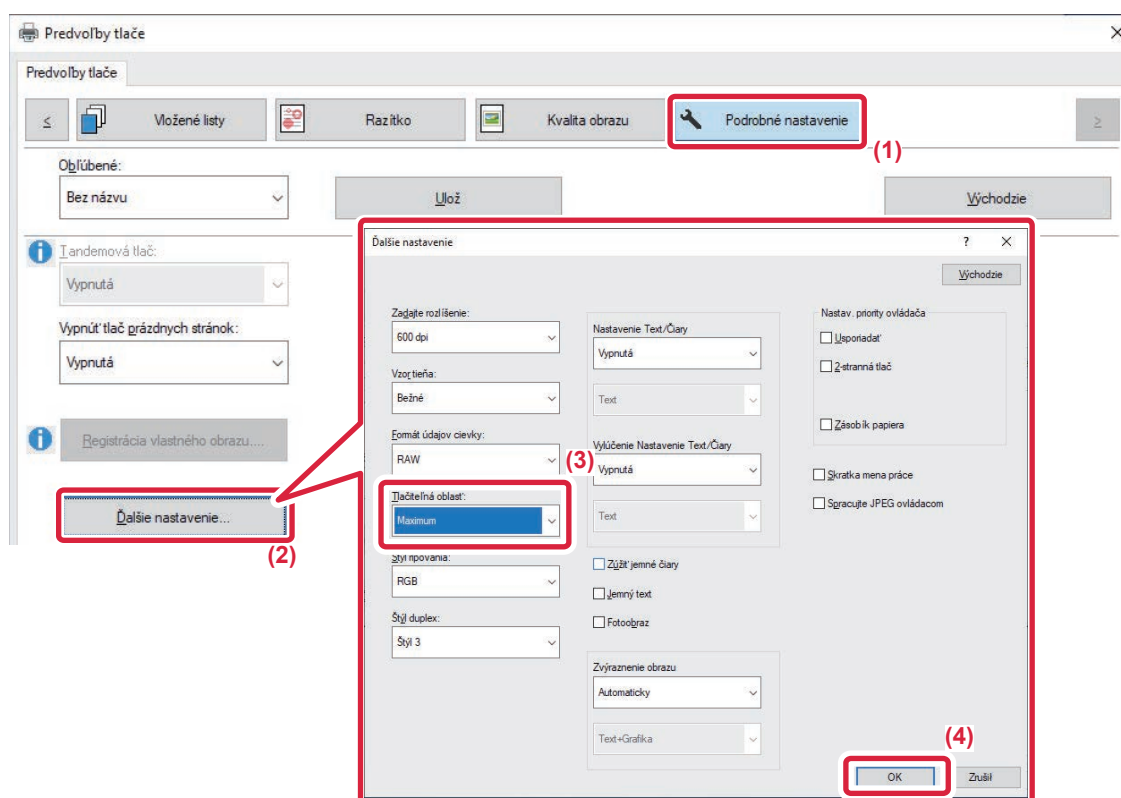 Predvoľby tlače
Predvoľby tlače
≤
Vložené listy
Razítko
Kvalita obrazu
Podrobné nastavenie
≥
(1)
Obľúbené:
Bez názvu
Ulož
Východzie
Tandemová tlač:
Vypnutá
Vypnúť tlač prázdnych stránok:
Vypnutá
Registrácia vlastného obrazu....
Ďalšie nastavenie...
(2)
Ďalšie nastavenie
?
Východzie
Zadajte rozlíšenie:
600 dpi
Vzor tieňa:
Bežné
Formát údajov cievky:
RAW
(3)
Tlačiteľná oblasť:
Maximum
Štýl ripovania:
RGB
Štýl duplex:
Štýl 3
Nastavenie Text/Čiary
Vypnutá
Text
Vylúčenie Nastavenie Text/Čiary
Vypnutá
Text
Zúžiť jemné čiary
Jemný text
Fotoobraz
Zvýraznenie obrazu
Automaticky
Text+Grafika
Nastav. priority ovládača
Usporiadať
2-stranná tlač
Zásobík papiera
Skratka mena práce
Spracujte JPEG ovládacom
(4)
OK
Zrušiť